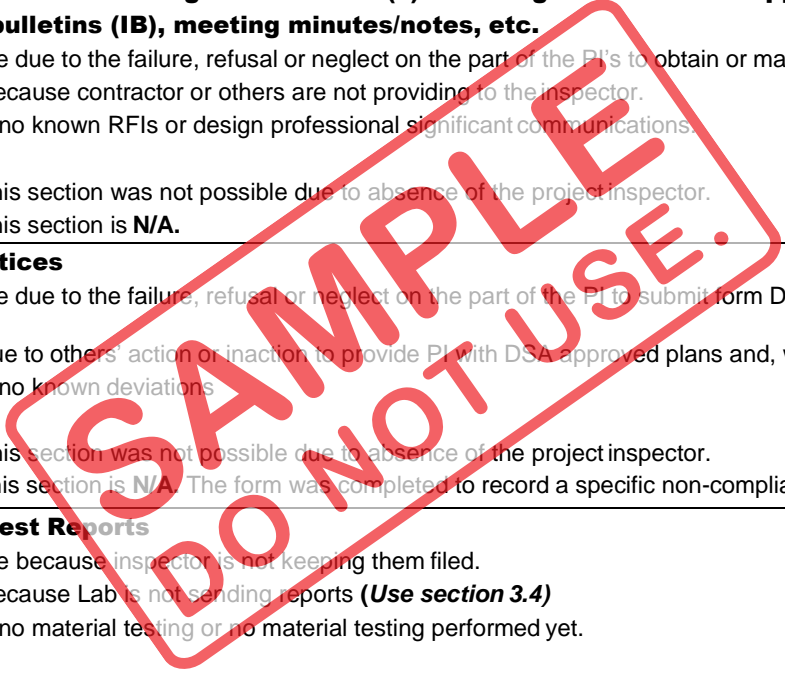 bulletins (IB), meeting minutes/notes, etc.
e due to the failure, refusal or neglect on the part of the PI's to obtain or ma
ecause contractor or others are not providing to the inspector.
no known RFIs or design professional significant communications.
his section was not possible due to absence of the project inspector.
his section is N/A.
tices
e due to the failure, refusal or neglect on the part of the PI to submit form D
ue to others' action or inaction to provide PI with DSA approved plans and, w
no known deviations
his section was not possible due to absence of the project inspector.
his section is N/A. The form was completed to record a specific non-complia
est Reports
e because inspector is not keeping them filed.
ecause Lab is not sending reports (Use section 3.4)
no material testing or no material testing performed yet.
SAMPLE
DO NOT USE.